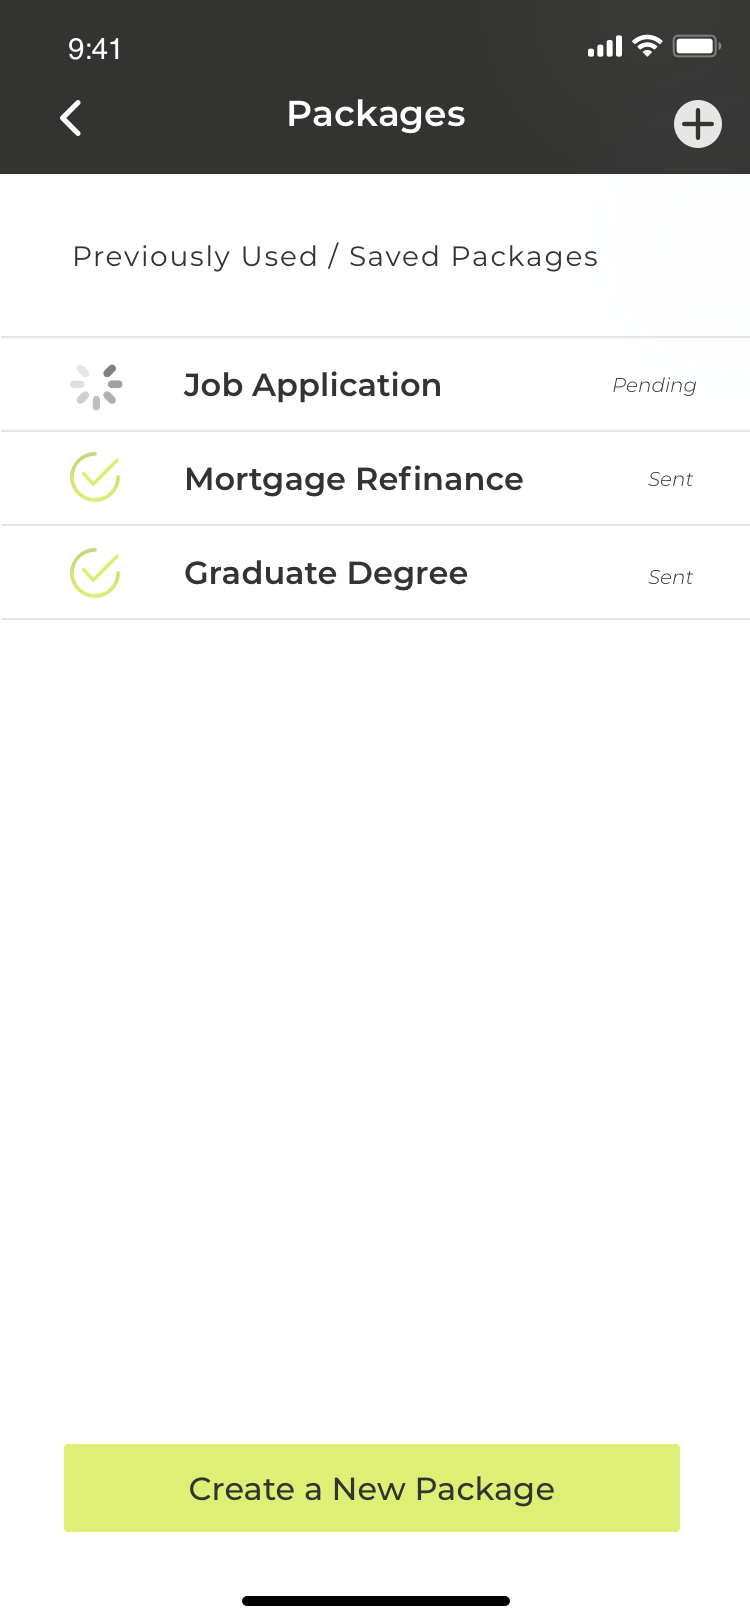 9:41
Packages
Previously Used / Saved Packages
Job Application
Pending
Mortgage Refinance
Sent
Graduate Degree
Sent
Create a New Package